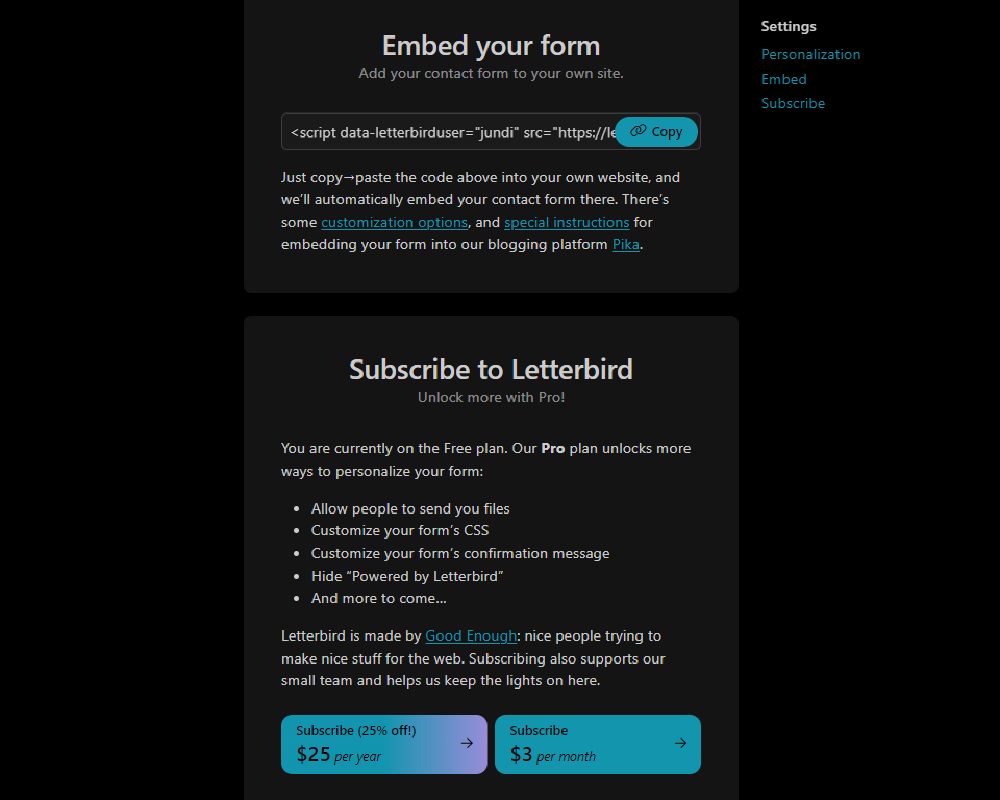 Embed your form
Add your contact form to your own site.
<script data-letterbirduser="jundi" src="https://le
Copy
Just copy→paste the code above into your own website, and
we’ll automatically embed your contact form there. There’s
some customization options, and special instructions for
embedding your form into our blogging platform Pika.
Subscribe to Letterbird
Unlock more with Pro!
You are currently on the Free plan. Our Pro plan unlocks more
ways to personalize your form:
• Allow people to send you files
• Customize your form’s CSS
• Customize your form’s confirmation message
• Hide “Powered by Letterbird”
• And more to come…
Letterbird is made by Good Enough: nice people trying to
make nice stuff for the web. Subscribing also supports our
small team and helps us keep the lights on here.
Subscribe (25% off!)
$25 per year
→
Subscribe
$3 per month
→
Settings
Personalization
Embed
Subscribe